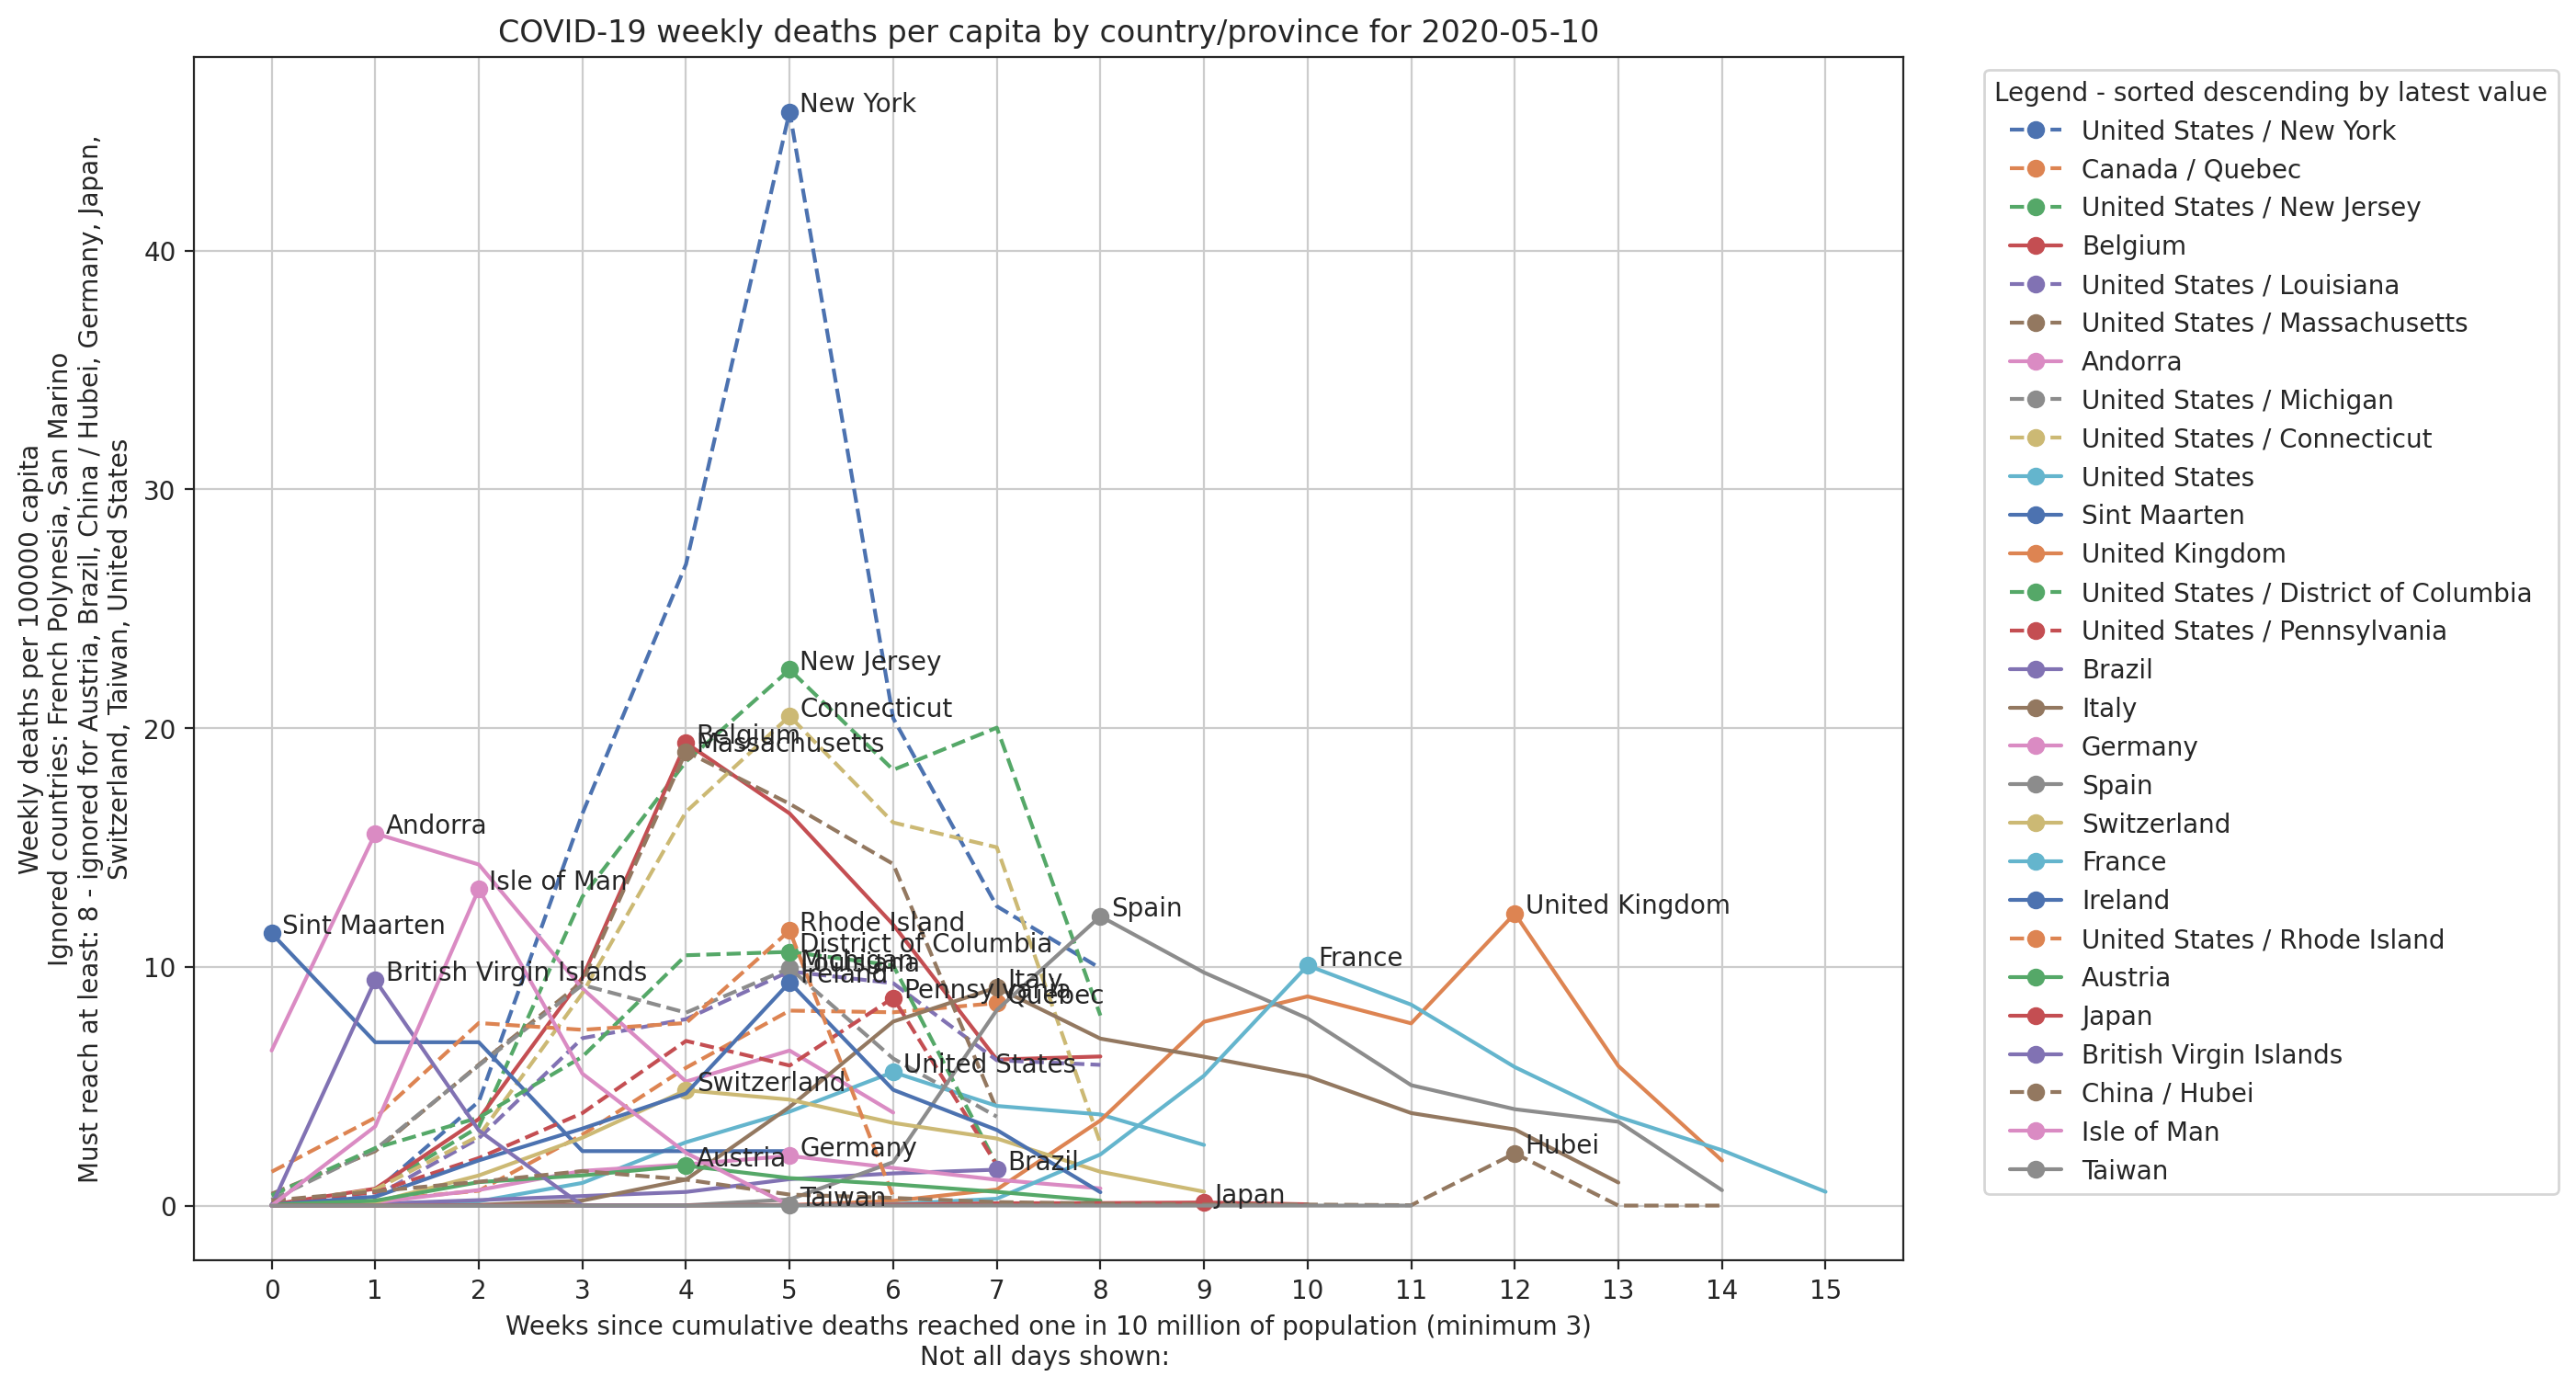 COVID-19 weekly deaths per capita by country/province for 2020-05-10
Weekly deaths per 100000 capita
Ignored countries: French Polynesia, San Marino
Must reach at least: 8 - ignored for Austria, Brazil, China / Hubei, Germany, Japan,
Switzerland, Taiwan, United States
40
30
20
10
0
New York
New Jersey
Connecticut
Belgium
Massachusetts
Andorra
Isle of Man
Sint Maarten
British Virgin Islands
Rhode Island
District of Columbia
Michigan
Louisiana
Ireland
Pennsylvania
Italy
Quebec
Spain
France
United Kingdom
United States
Switzerland
Germany
Austria
Brazil
Hubei
Taiwan
Japan
0 1 2 3 4 5 6 7 8 9 10 11 12 13 14 15
Weeks since cumulative deaths reached one in 10 million of population (minimum 3)
Not all days shown:
Legend - sorted descending by latest value
United States / New York
Canada / Quebec
United States / New Jersey
Belgium
United States / Louisiana
United States / Massachusetts
Andorra
United States / Michigan
United States / Connecticut
United States
Sint Maarten
United Kingdom
United States / District of Columbia
United States / Pennsylvania
Brazil
Italy
Germany
Spain
Switzerland
France
Ireland
United States / Rhode Island
Austria
Japan
British Virgin Islands
China / Hubei
Isle of Man
Taiwan